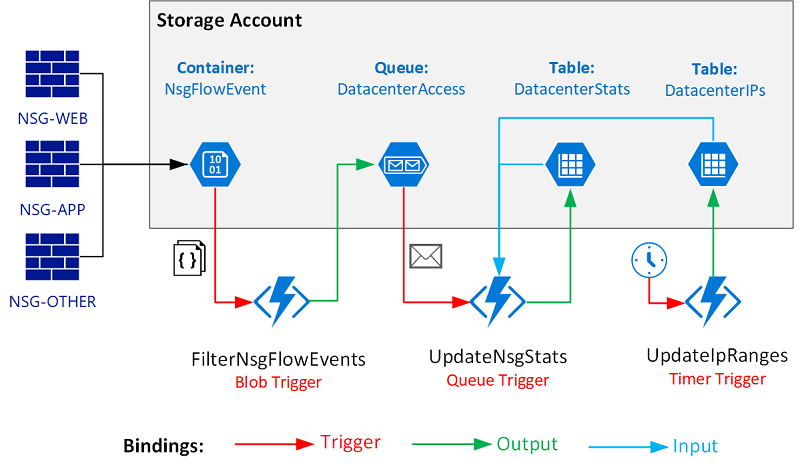 Storage Account
Container:
NsgFlowEvent
Queue:
DatacenterAccess
Table:
DatacenterStats
Table:
DatacenterIPs
NSG-WEB
NSG-APP
NSG-OTHER
10
01
{}
FilterNsgFlowEvents
Blob Trigger
UpdateNsgStats
Queue Trigger
UpdateIpRanges
Timer Trigger
Bindings:
Trigger
Output
Input